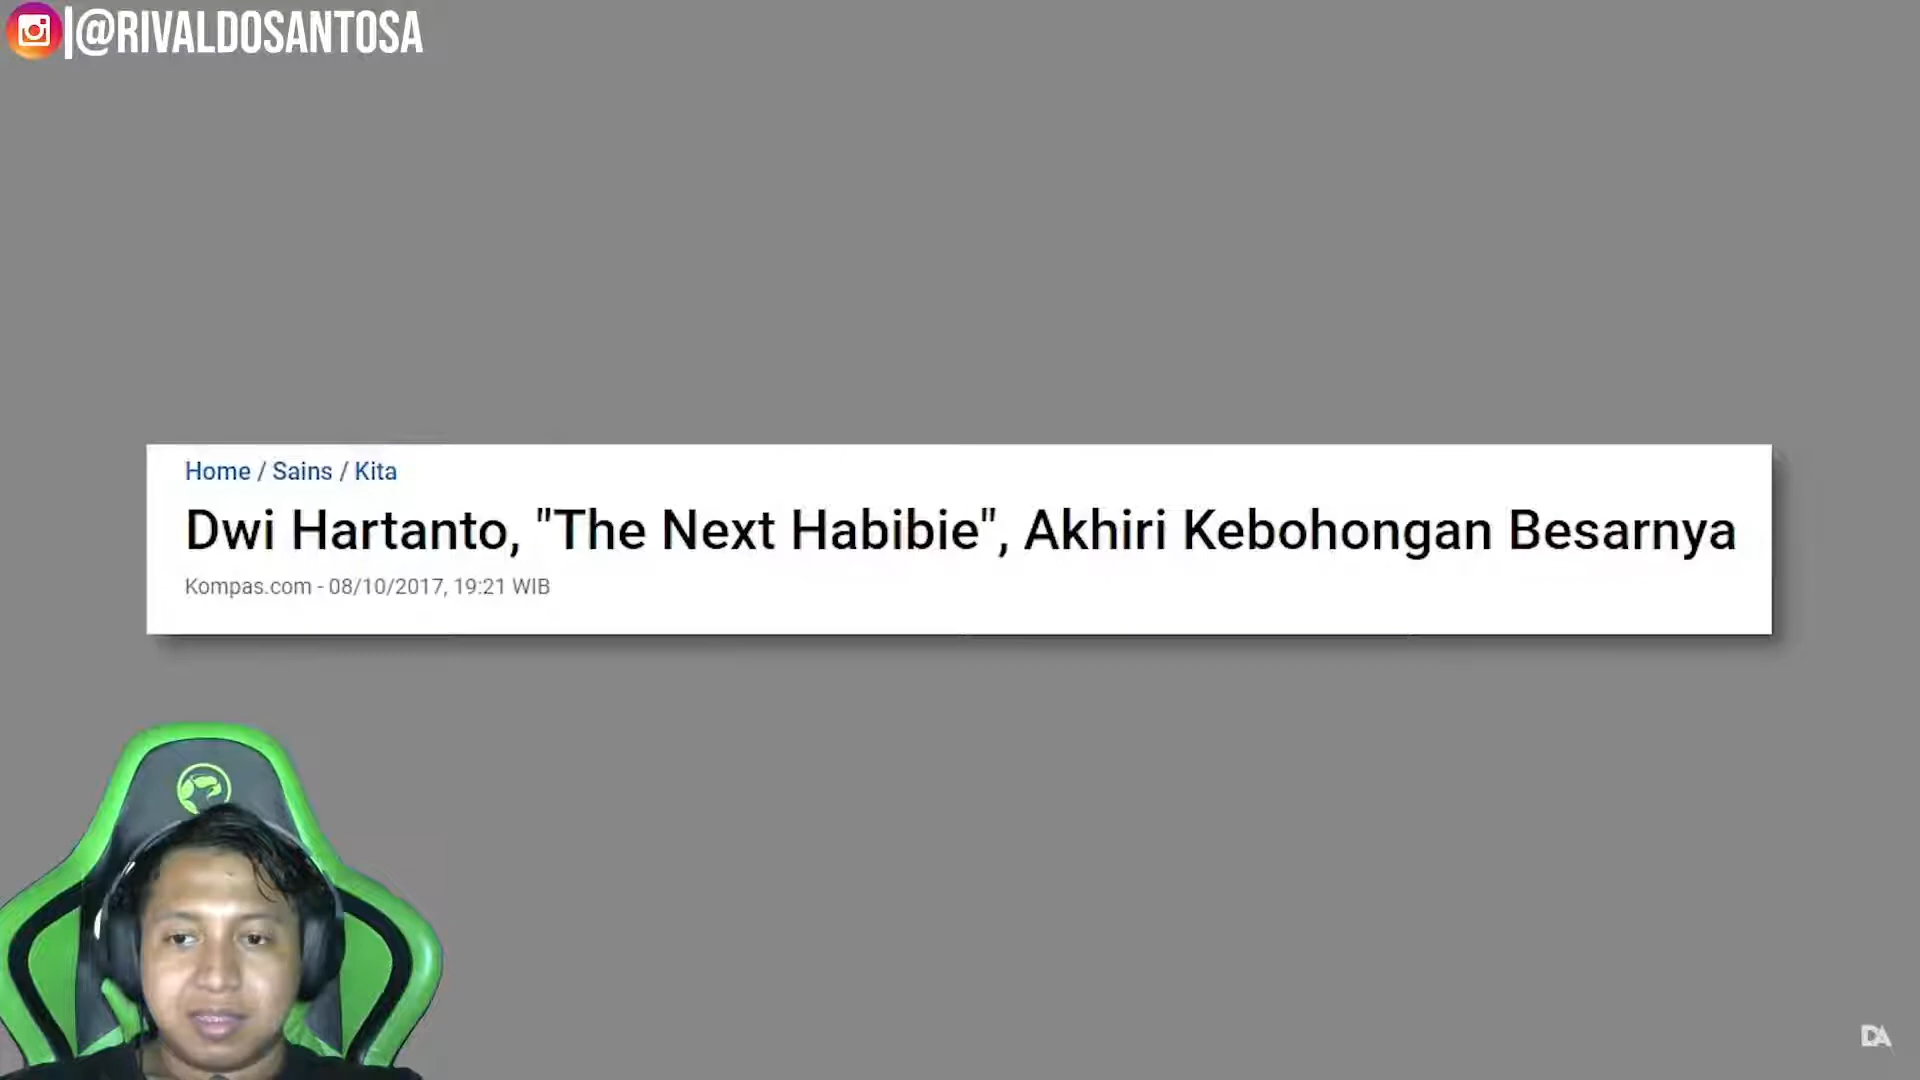 |@RIVALDOSANTOSA
Home / Sains / Kita
Dwi Hartanto, "The Next Habibie", Akhiri Kebohongan Besarnya
Kompas.com - 08/10/2017, 19:21 WIB
DA